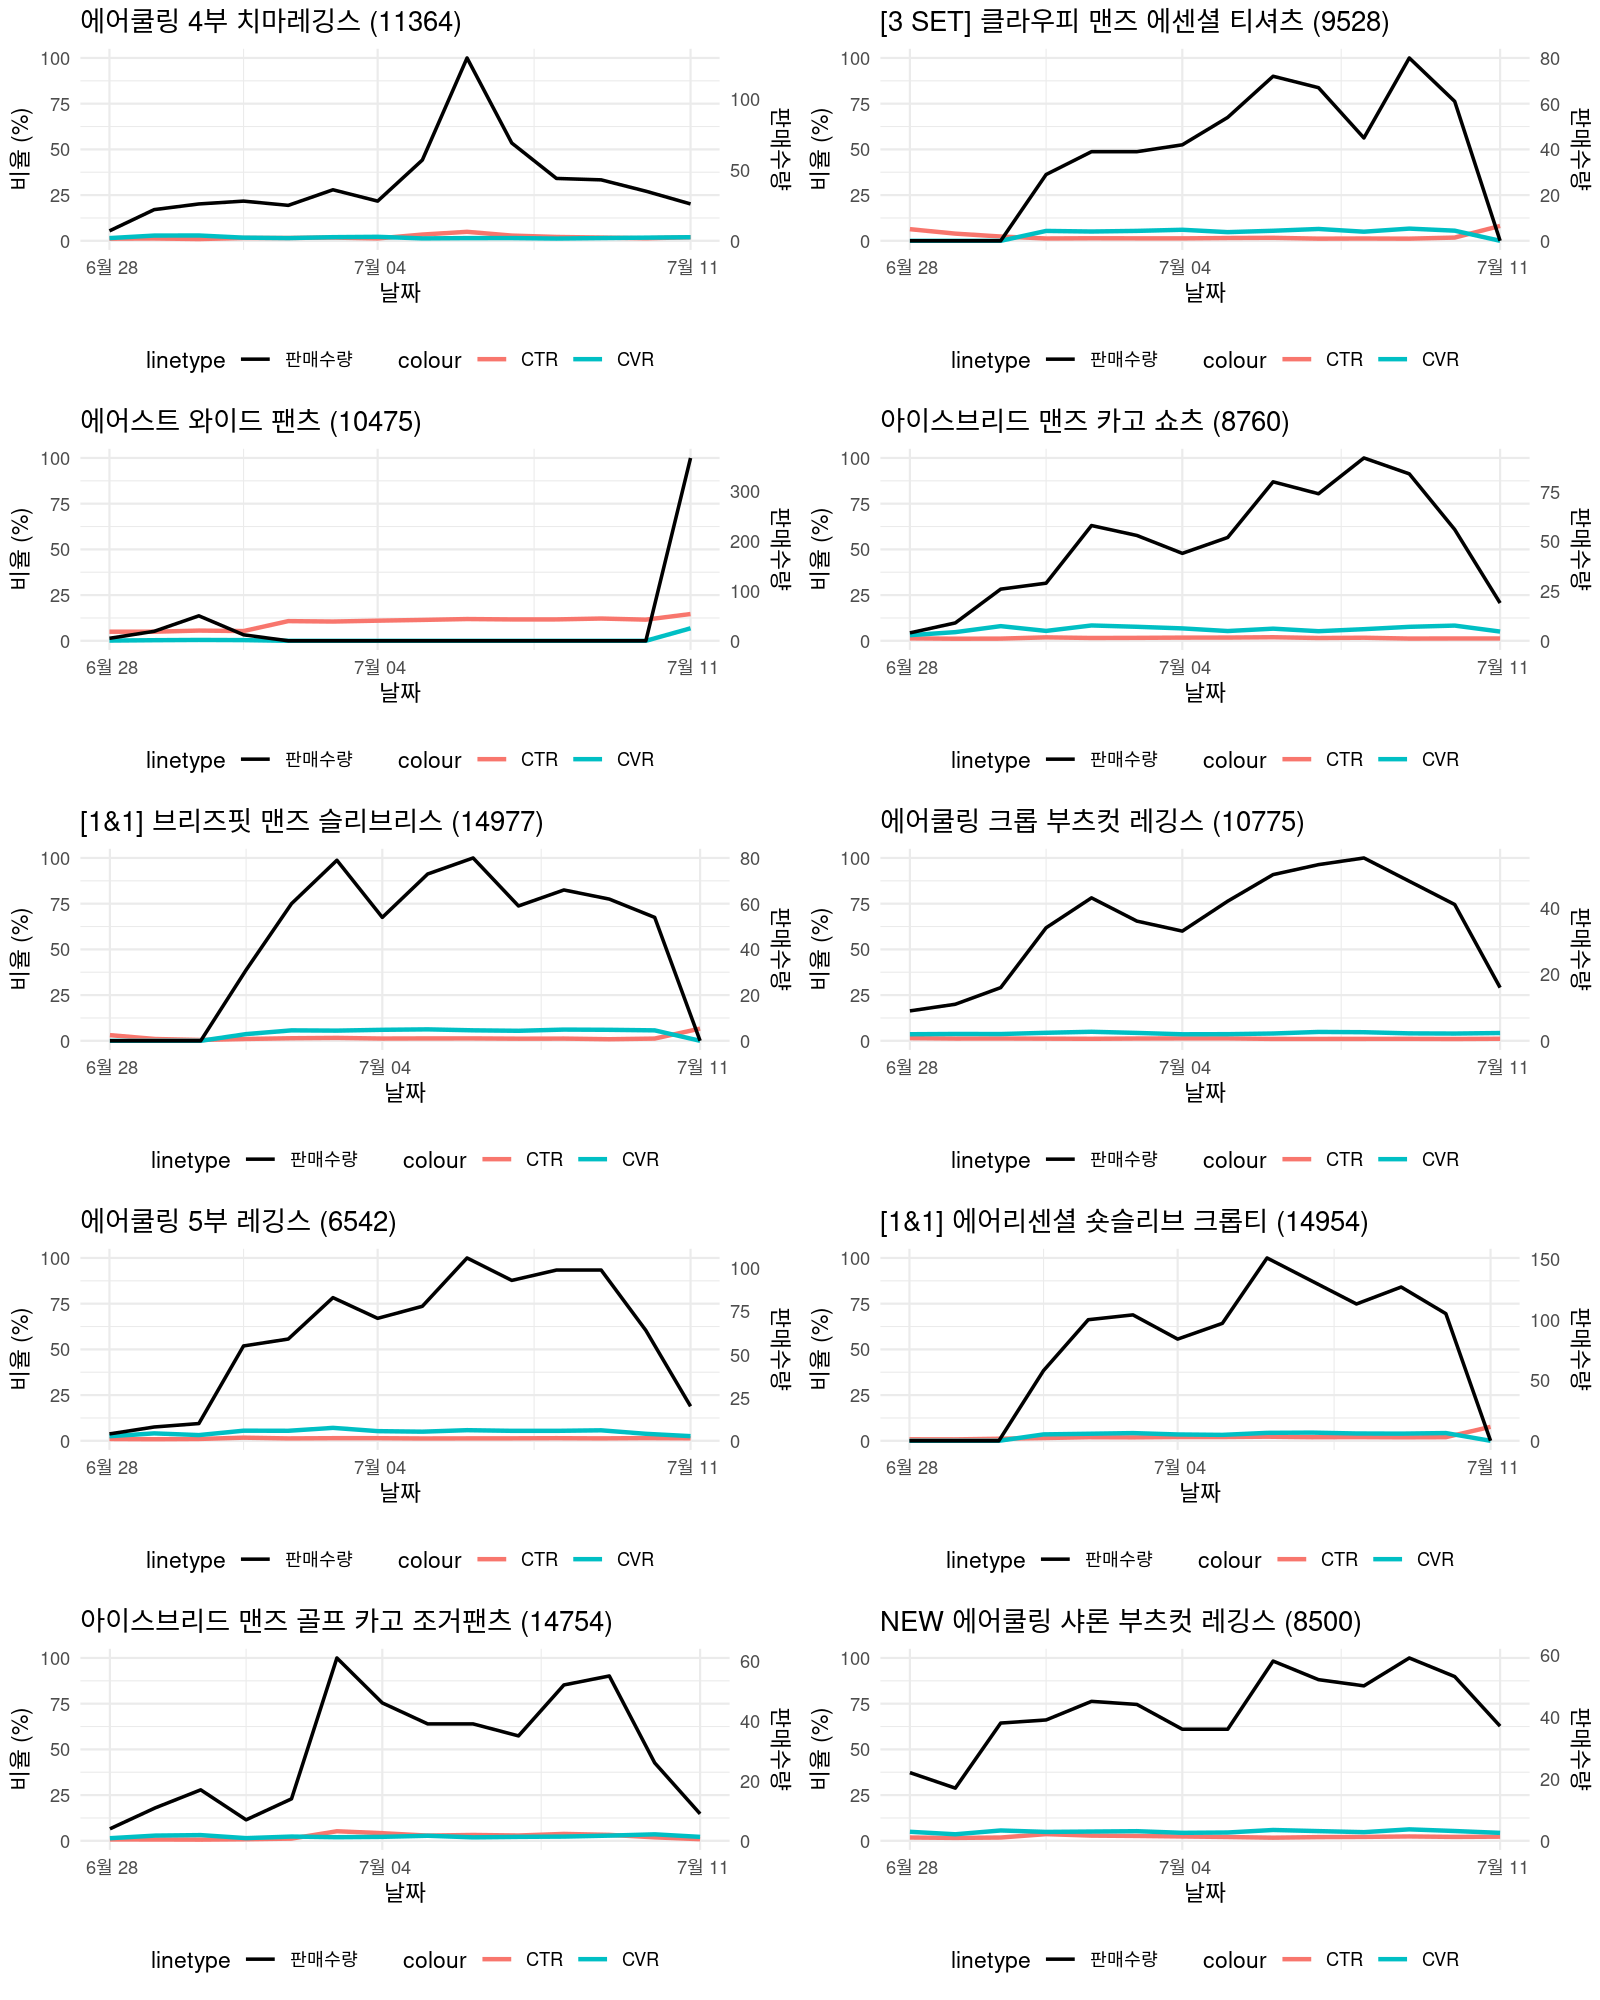 에어쿨링 4부 치마레깅스 (11364)
비율 (%)
100
75
50
25
0
100
50
0
판매수량
6월 28
7월 04
7월 11
날짜
linetype 판매수량 colour CTR CVR
[3 SET] 클라우피 맨즈 에센셜 티셔츠 (9528)
비율 (%)
100
75
50
25
0
80
60
40
20
0
판매수량
6월 28
7월 04
7월 11
날짜
linetype 판매수량 colour CTR CVR
에어스트 와이드 팬츠 (10475)
비율 (%)
100
75
50
25
0
300
200
100
0
판매수량
6월 28
7월 04
7월 11
날짜
linetype 판매수량 colour CTR CVR
아이스브리드 맨즈 카고 쇼츠 (8760)
비율 (%)
100
75
50
25
0
75
50
25
0
판매수량
6월 28
7월 04
7월 11
날짜
linetype 판매수량 colour CTR CVR
[1&1] 브리즈핏 맨즈 슬리브리스 (14977)
비율 (%)
100
75
50
25
0
80
60
40
20
0
판매수량
6월 28
7월 04
7월 11
날짜
linetype 판매수량 colour CTR CVR
에어쿨링 크롭 부츠컷 레깅스 (10775)
비율 (%)
100
75
50
25
0
40
20
0
판매수량
6월 28
7월 04
7월 11
날짜
linetype 판매수량 colour CTR CVR
에어쿨링 5부 레깅스 (6542)
비율 (%)
100
75
50
25
0
100
75
50
25
0
판매수량
6월 28
7월 04
7월 11
날짜
linetype 판매수량 colour CTR CVR
[1&1] 에어리센셜 숏슬리브 크롭티 (14954)
비율 (%)
100
75
50
25
0
150
100
50
0
판매수량
6월 28
7월 04
7월 11
날짜
linetype 판매수량 colour CTR CVR
아이스브리드 맨즈 골프 카고 조거팬츠 (14754)
비율 (%)
100
75
50
25
0
60
40
20
0
판매수량
6월 28
7월 04
7월 11
날짜
linetype 판매수량 colour CTR CVR
NEW 에어쿨링 샤론 부츠컷 레깅스 (8500)
비율 (%)
100
75
50
25
0
60
40
20
0
판매수량
6월 28
7월 04
7월 11
날짜
linetype 판매수량 colour CTR CVR